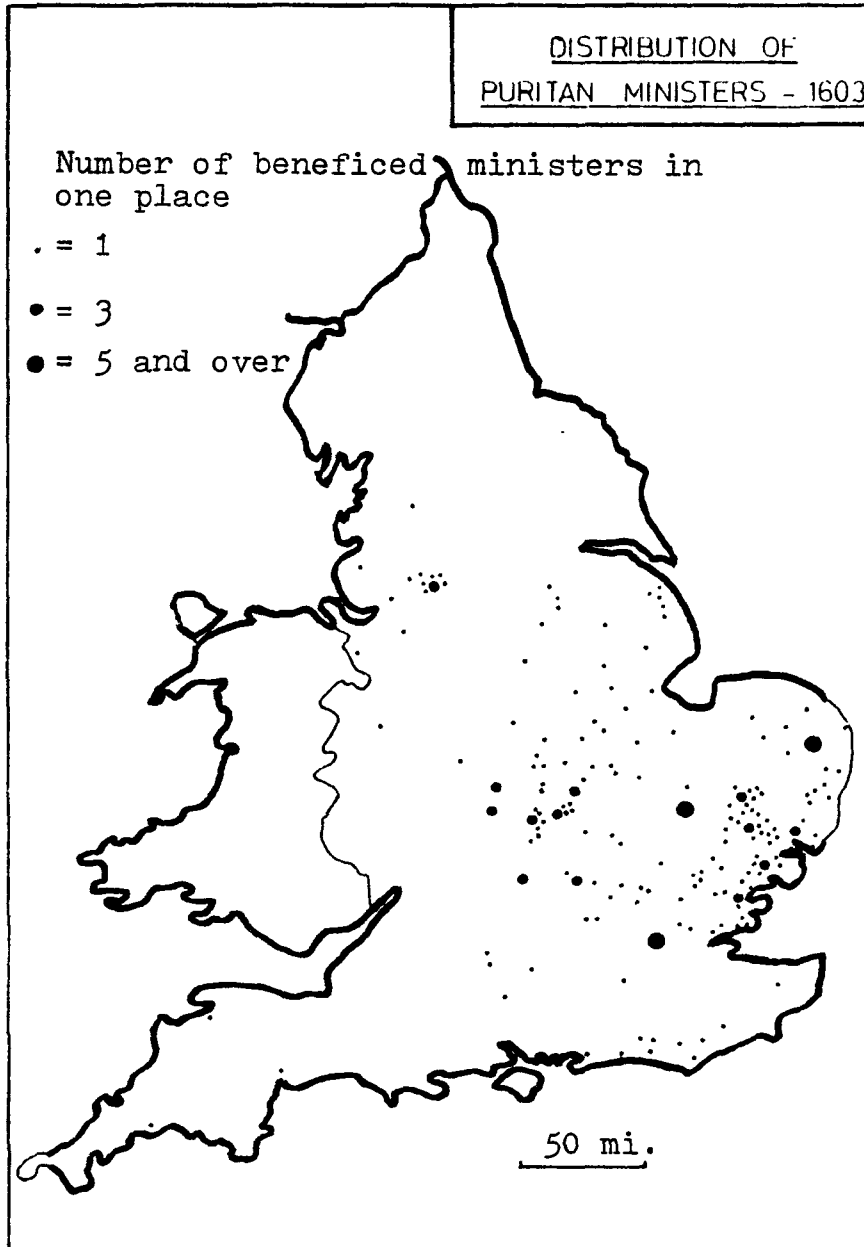 DISTRIBUTION OF
PURITAN MINISTERS - 1603
Number of beneficed ministers in
one place
. = 1
• = 3
● = 5 and over
50 mi.